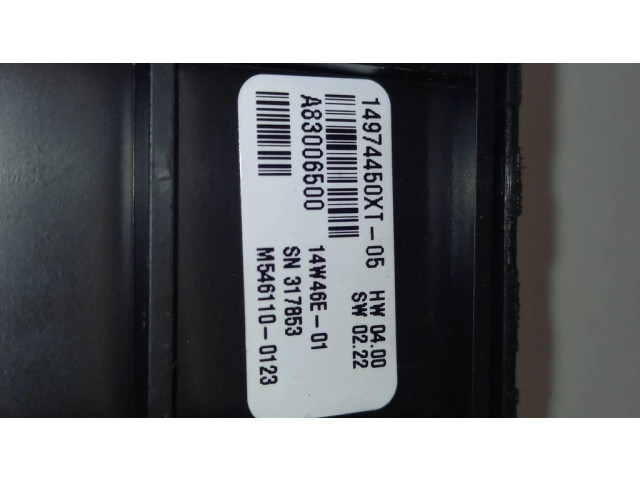 14974450XT-05 HW 04.00
SW 02.22
A83006500
14W46E-01
SN 317853
M546110-0123